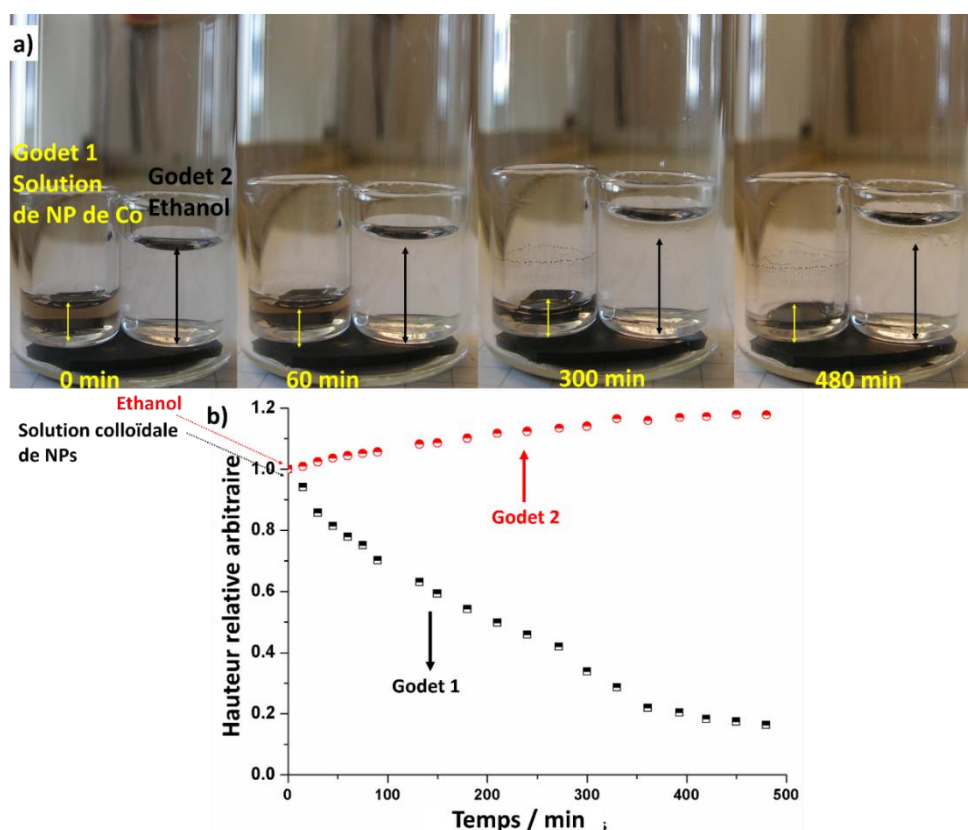 a)
Godet 1
Solution
de NP de Co
Godet 2
Ethanol
0 min
60 min
300 min
480 min
b)
Ethanol
Solution colloïdale
de NPs
Hauteur relative arbitraire
1.2
1.0
0.8
0.6
0.4
0.2
0.0
Godet 2
Godet 1
0
100
200
300
400
500
Temps / min